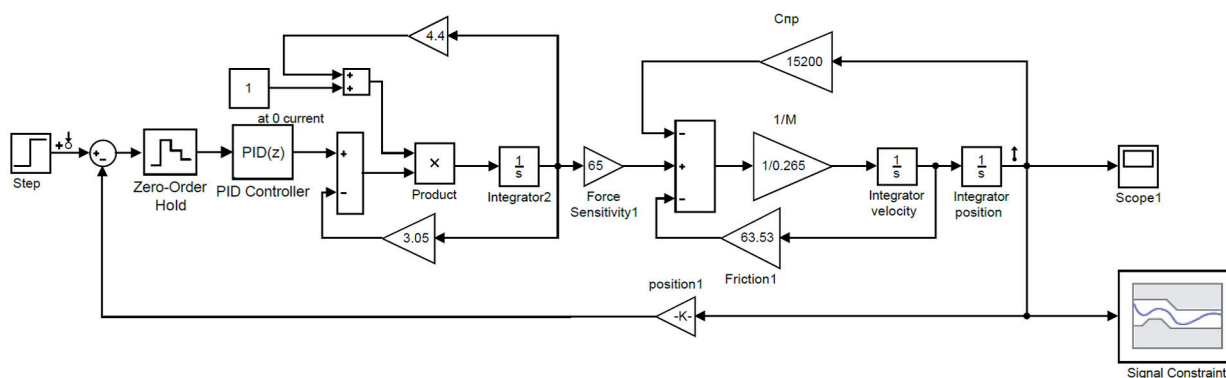 Спр
4.4
15200
1
+
+
at 0 current
1/M
+
+
−
PID(z)
+
−
×
1
s
65
−
+
−
1/0.265
1
s
1
s
Step
Zero-Order
Hold
PID Controller
Product
Integrator2
Force
Sensitivity1
Integrator
velocity
Integrator
position
Scope1
3.05
63.53
Friction1
position1
-K-
Signal Constraint